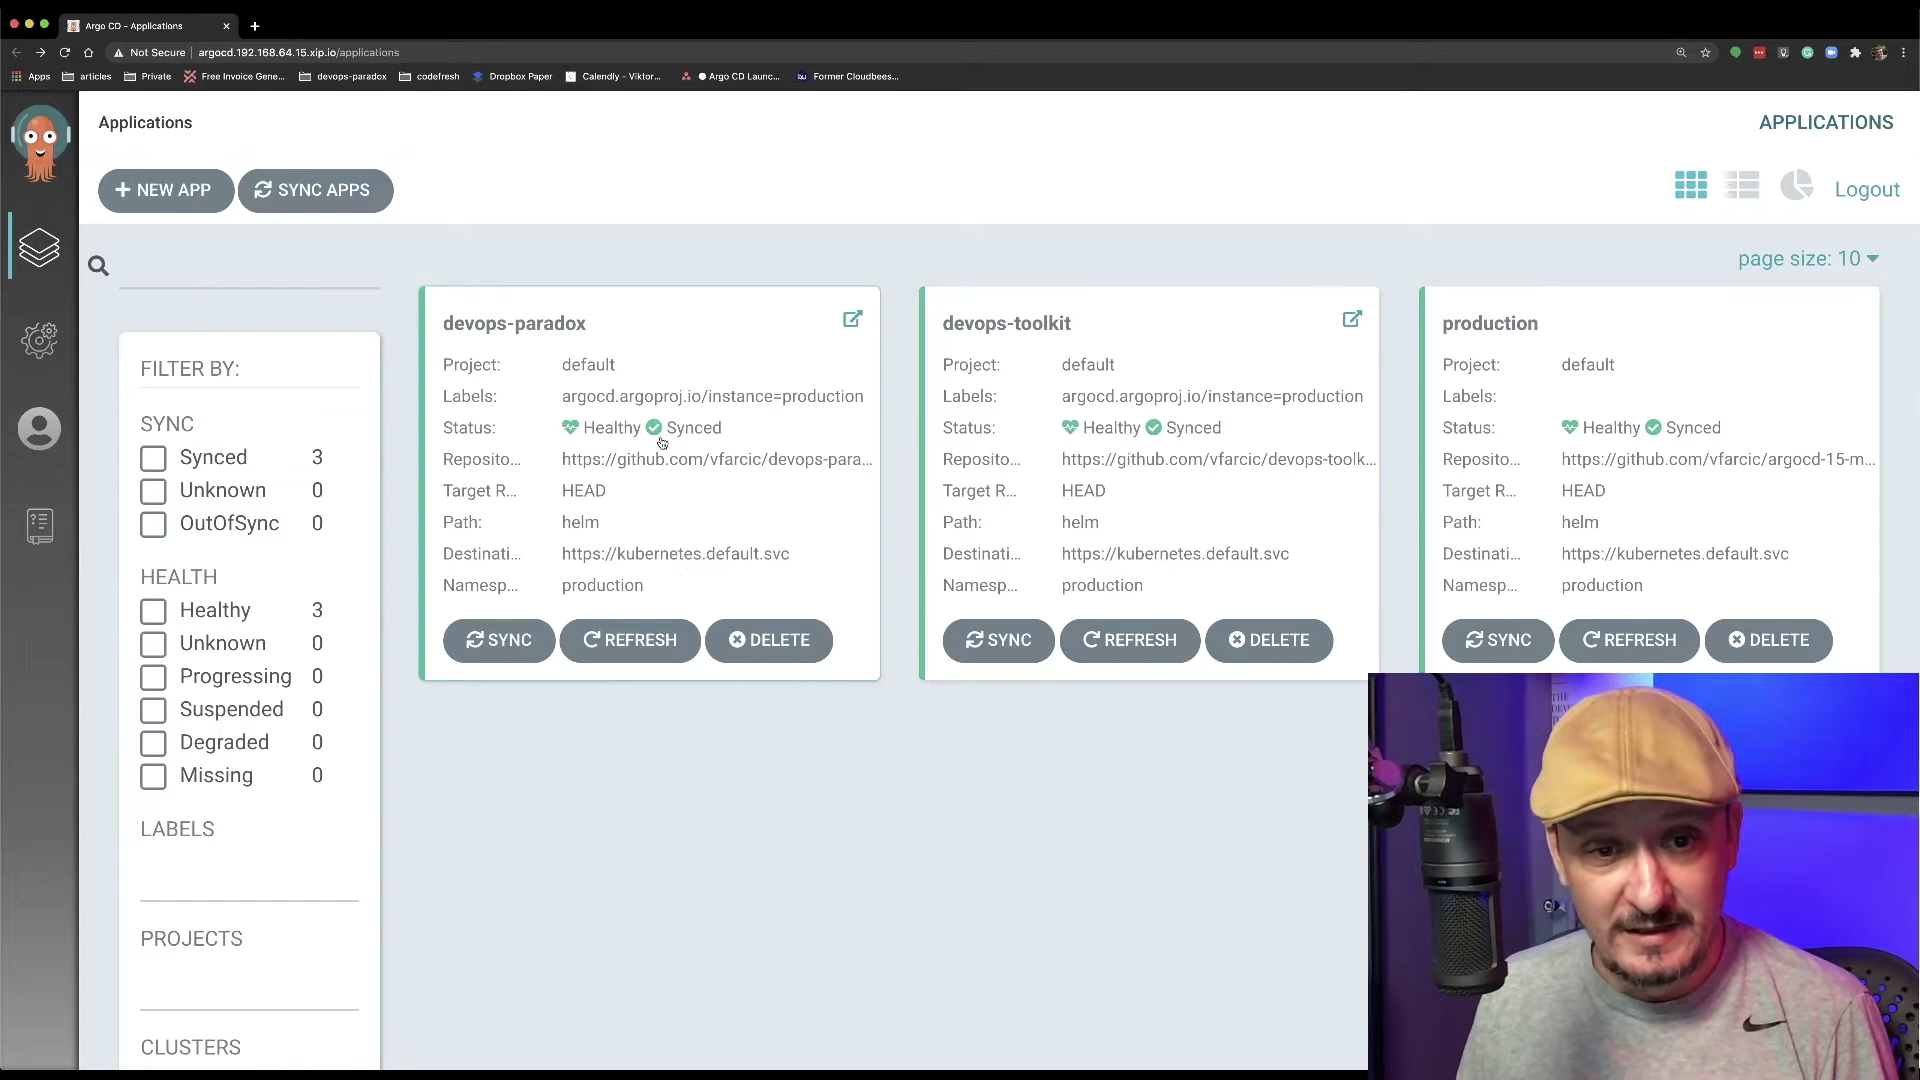 Argo CD - Applications
Not Secure argocd.192.168.64.15.xip.io/applications
Apps articles Private Free Invoice Gene... devops-paradox codefresh Dropbox Paper Calendly - Viktor... Argo CD Launc... Former Cloudbees...
Applications APPLICATIONS
NEW APP SYNC APPS Logout
page size: 10
FILTER BY:
SYNC
Synced 3
Unknown 0
OutOfSync 0
HEALTH
Healthy 3
Unknown 0
Progressing 0
Suspended 0
Degraded 0
Missing 0
LABELS
PROJECTS
CLUSTERS
devops-paradox
Project: default
Labels: argocd.argoproj.io/instance=production
Status: Healthy Synced
Reposito... https://github.com/vfarcic/devops-para...
Target R... HEAD
Path: helm
Destinati... https://kubernetes.default.svc
Namesp... production
SYNC REFRESH DELETE
devops-toolkit
Project: default
Labels: argocd.argoproj.io/instance=production
Status: Healthy Synced
Reposito... https://github.com/vfarcic/devops-toolk...
Target R... HEAD
Path: helm
Destinati... https://kubernetes.default.svc
Namesp... production
SYNC REFRESH DELETE
production
Project: default
Labels:
Status: Healthy Synced
Reposito... https://github.com/vfarcic/argocd-15-m...
Target R... HEAD
Path: helm
Destinati... https://kubernetes.default.svc
Namesp... production
SYNC REFRESH DELETE